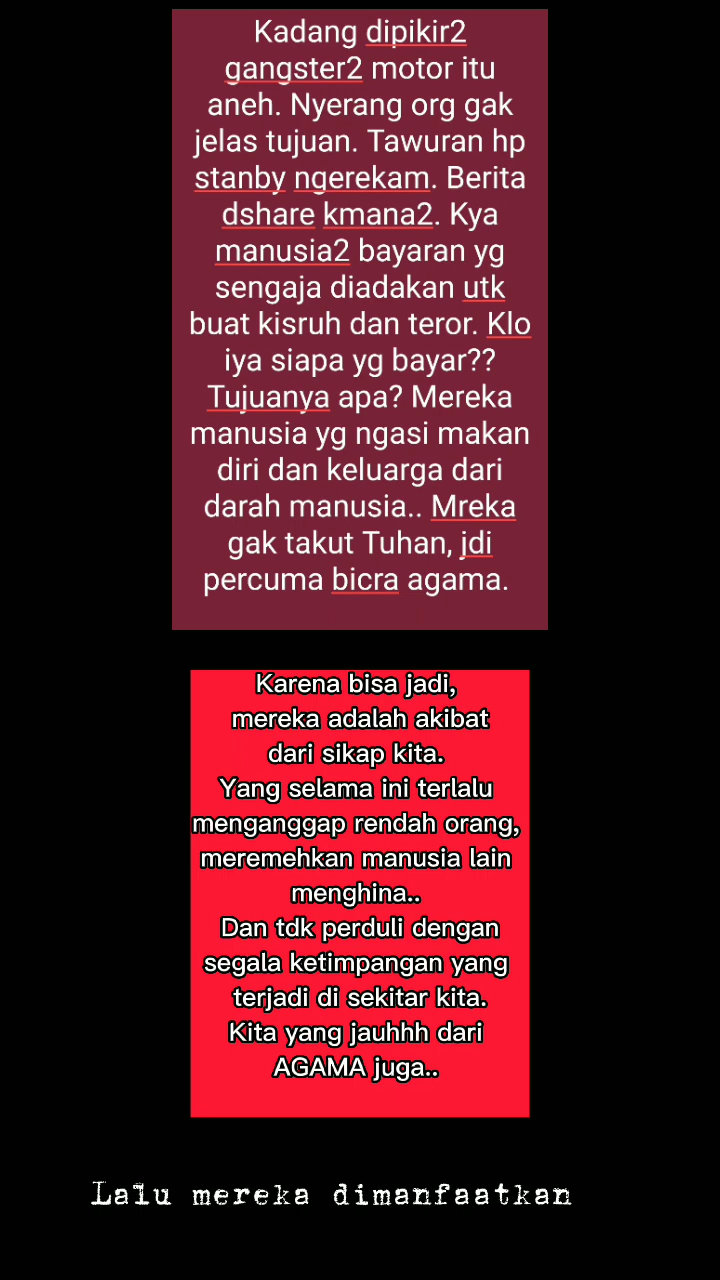 Kadang dipikir2
gangster2 motor itu
aneh. Nyerang org gak
jelas tujuan. Tawuran hp
stanby ngerekam. Berita
dshare kmana2. Kya
manusia2 bayaran yg
sengaja diadakan utk
buat kisruh dan teror. Klo
iya siapa yg bayar??
Tujuanya apa? Mereka
manusia yg ngasi makan
diri dan keluarga dari
darah manusia.. Mreka
gak takut Tuhan, jdi
percuma bicra agama.
Karena bisa jadi,
mereka adalah akibat
dari sikap kita.
Yang selama ini terlalu
menganggap rendah orang,
meremehkan manusia lain
menghina..
Dan tdk perduli dengan
segala ketimpangan yang
terjadi di sekitar kita.
Kita yang jauhhh dari
AGAMA juga..
Lalu mereka dimanfaatkan